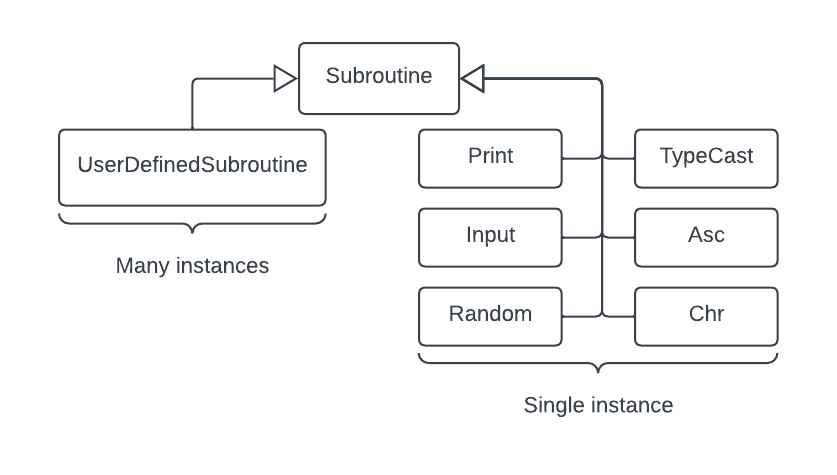 Subroutine
UserDefinedSubroutine
Many instances
Print
TypeCast
Input
Asc
Random
Chr
Single instance